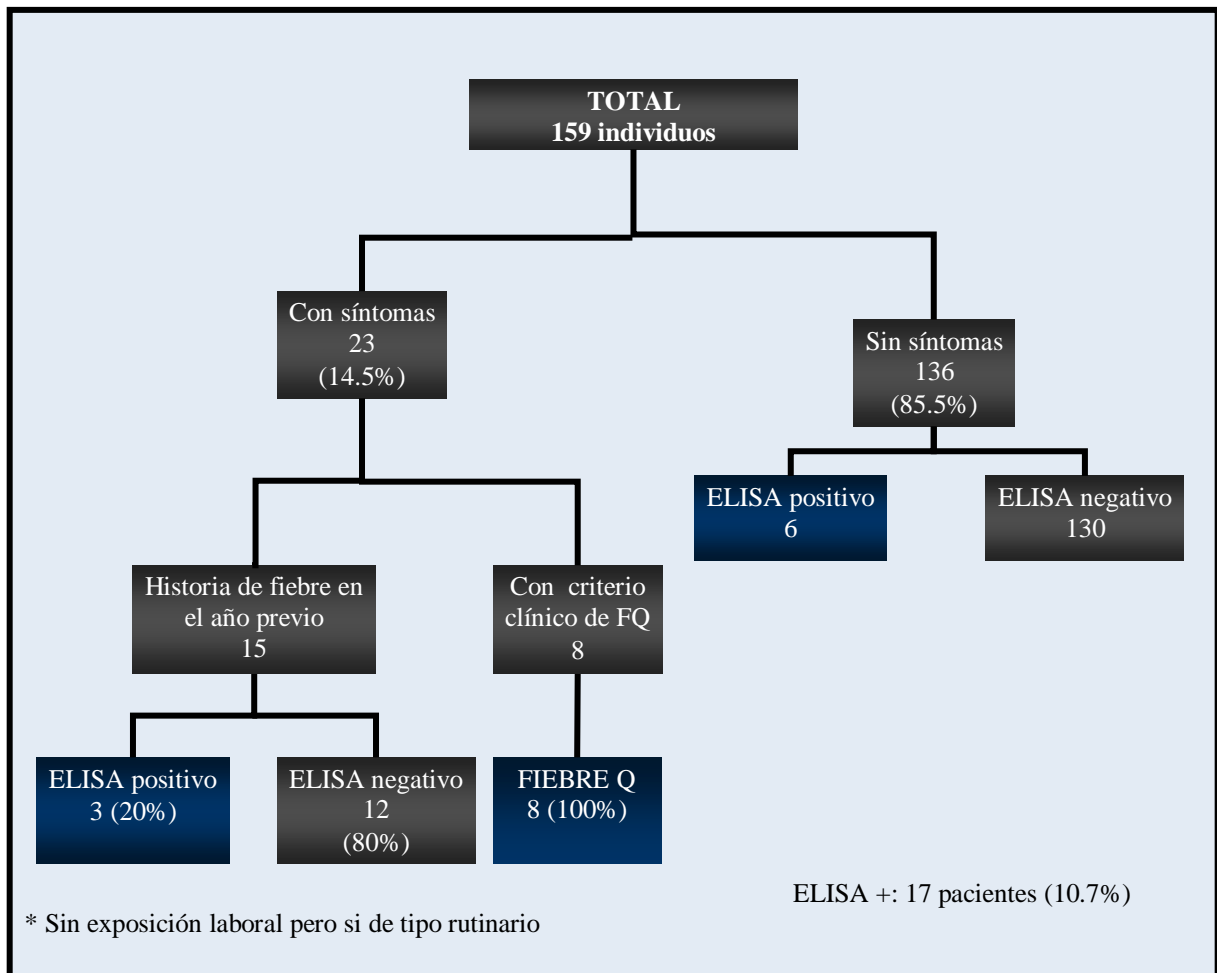 TOTAL
159 individuos
Con síntomas
23
(14.5%)
Sin síntomas
136
(85.5%)
ELISA positivo
6
ELISA negativo
130
Historia de fiebre en
el año previo
15
Con criterio
clínico de FQ
8
ELISA positivo
3 (20%)
ELISA negativo
12
(80%)
FIEBRE Q
8 (100%)
ELISA +: 17 pacientes (10.7%)
* Sin exposición laboral pero si de tipo rutinario